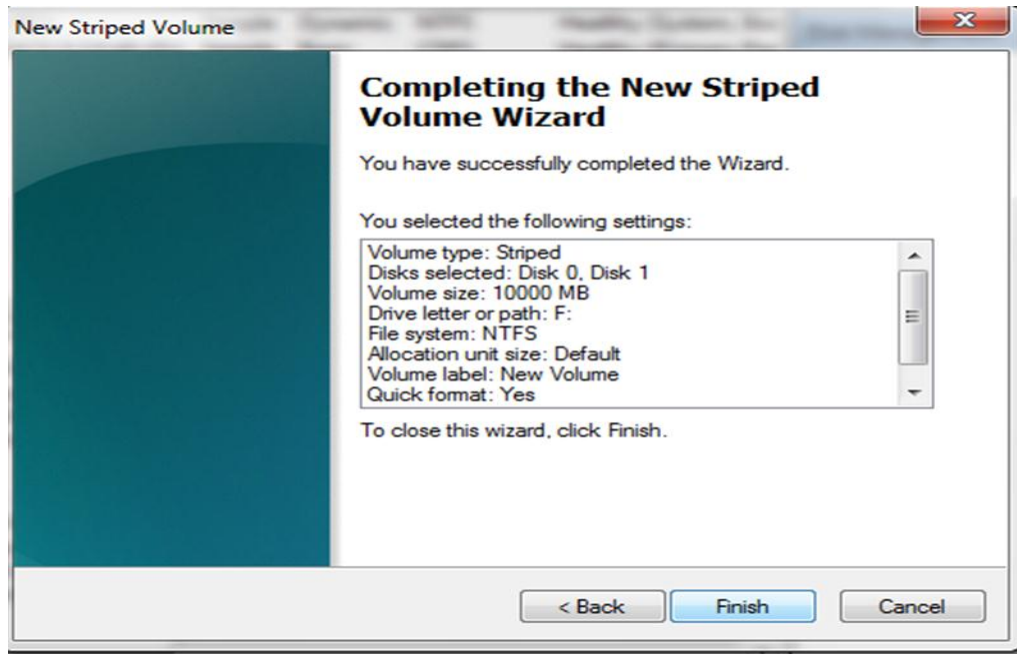 New Striped Volume
Completing the New Striped
Volume Wizard
You have successfully completed the Wizard.
You selected the following settings:
Volume type: Striped
Disks selected: Disk 0, Disk 1
Volume size: 10000 MB
Drive letter or path: F:
File system: NTFS
Allocation unit size: Default
Volume label: New Volume
Quick format: Yes
To close this wizard, click Finish.
< Back Finish Cancel